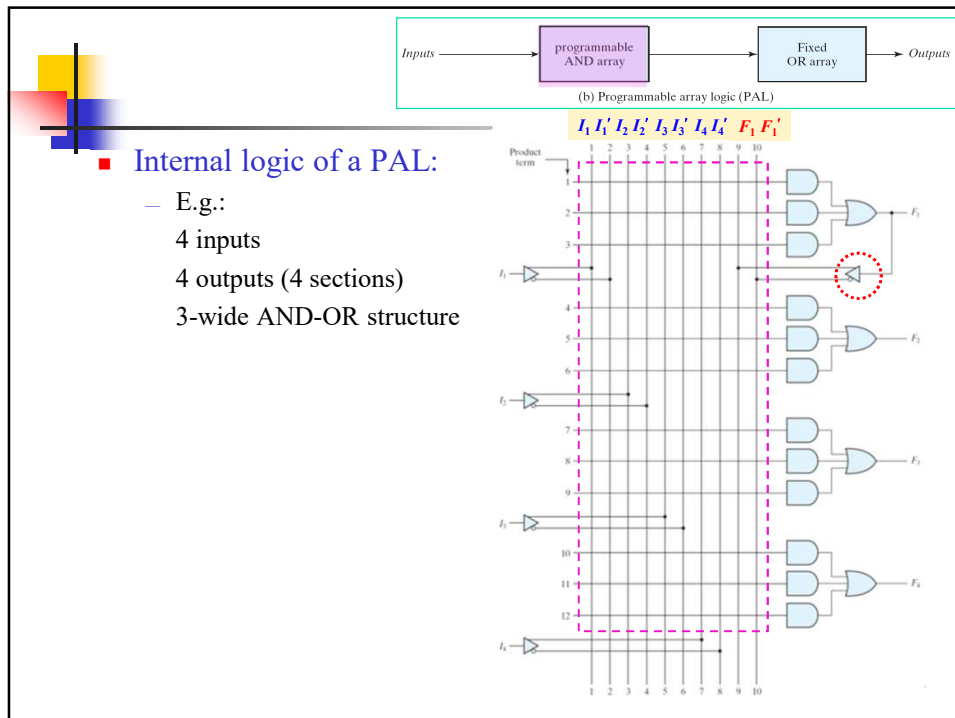 Inputs
programmable
AND array
Fixed
OR array
Outputs
(b) Programmable array logic (PAL)
I₁ I₁′ I₂ I₂′ I₃ I₃′ I₄ I₄′ F₁ F₁′
Internal logic of a PAL:
– E.g.:
4 inputs
4 outputs (4 sections)
3-wide AND-OR structure
Product
term
1 2 3 4 5 6 7 8 9 10
1
2
F₁
3
I₁
4
5
F₂
6
I₂
7
8
F₃
9
I₃
10
11
F₄
12
I₄
1 2 3 4 5 6 7 8 9 10